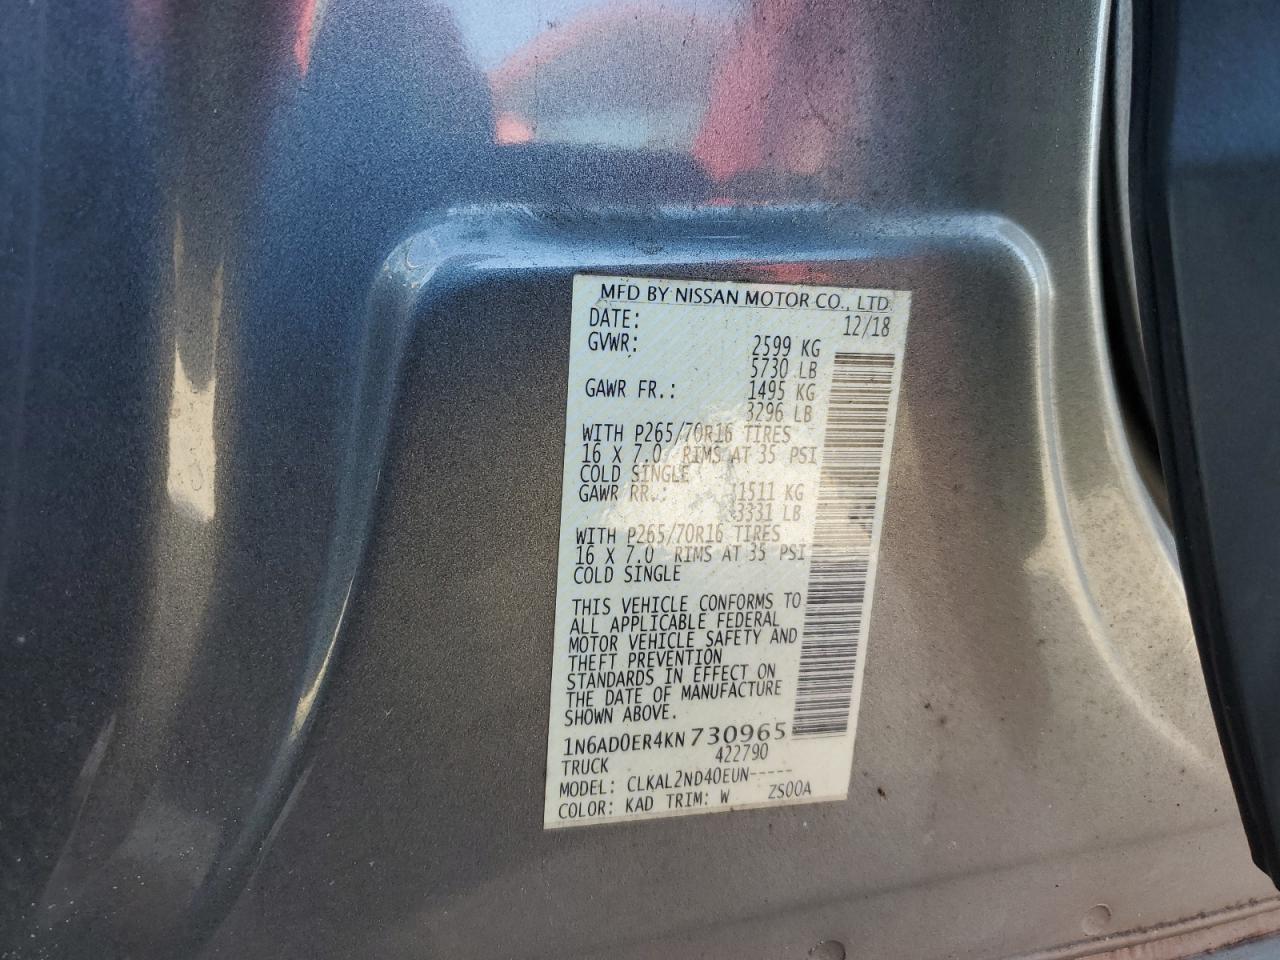 MFD BY NISSAN MOTOR CO., LTD
DATE: 12/18
GVWR: 2599 KG
5730 LB
GAWR FR.: 1495 KG
3296 LB
WITH P265/70R16 TIRES
16 X 7.0 RIMS AT 35 PSI
COLD SINGLE
GAWR RR.: 1511 KG
3331 LB
WITH P265/70R16 TIRES
16 X 7.0 RIMS AT 35 PSI
COLD SINGLE
THIS VEHICLE CONFORMS TO
ALL APPLICABLE FEDERAL
MOTOR VEHICLE SAFETY AND
THEFT PREVENTION
STANDARDS IN EFFECT ON
THE DATE OF MANUFACTURE
SHOWN ABOVE.
1N6AD0ER4KN730965
TRUCK 422790
MODEL: CLKAL2ND40EUN-----
COLOR: KAD TRIM: W ZS00A